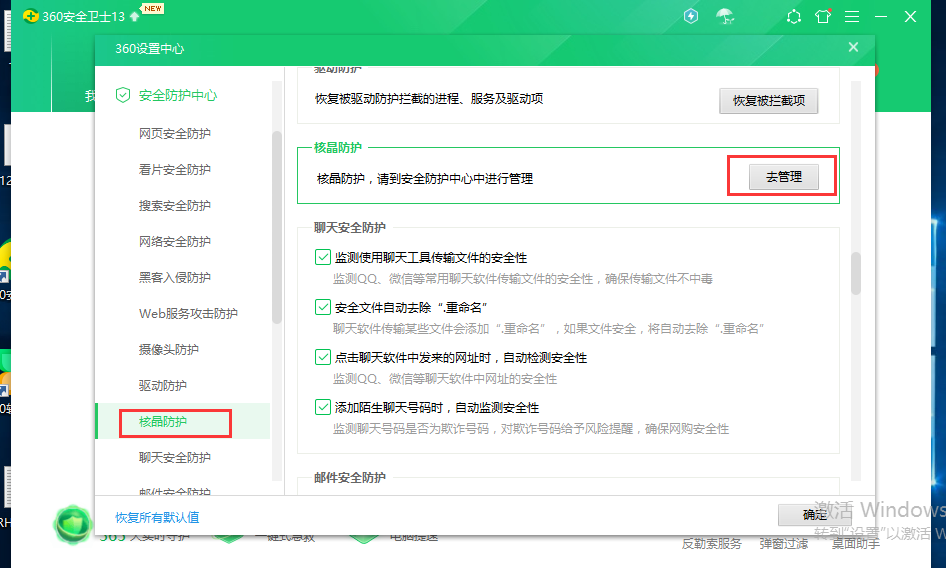 360安全卫士13
NEW
360设置中心
我
安全防护中心
网页安全防护
看片安全防护
搜索安全防护
网络安全防护
黑客入侵防护
Web服务攻击防护
摄像头防护
驱动防护
核晶防护
聊天安全防护
邮件安全防护
驱动防护
恢复被驱动防护拦截的进程、服务及驱动项
恢复被拦截项
核晶防护
核晶防护，请到安全防护中心中进行管理
去管理
聊天安全防护
监测使用聊天工具传输文件的安全性
监测QQ、微信等常用聊天软件传输文件的安全性，确保传输文件不中毒
安全文件自动去除“.重命名”
聊天软件传输某些文件会添加“.重命名”，如果文件安全，将自动去除“.重命名”
点击聊天软件中发来的网址时，自动检测安全性
监测QQ、微信等聊天软件中网址的安全性
添加陌生聊天号码时，自动监测安全性
监测聊天号码是否为欺诈号码，对欺诈号码给予风险提醒，确保网购安全性
邮件安全防护
恢复所有默认值
确定
激活 Windows
转到“设置”以激活 W
365 天实时守护
一键式急救
电脑提速
反勒索服务
弹窗过滤
桌面助手